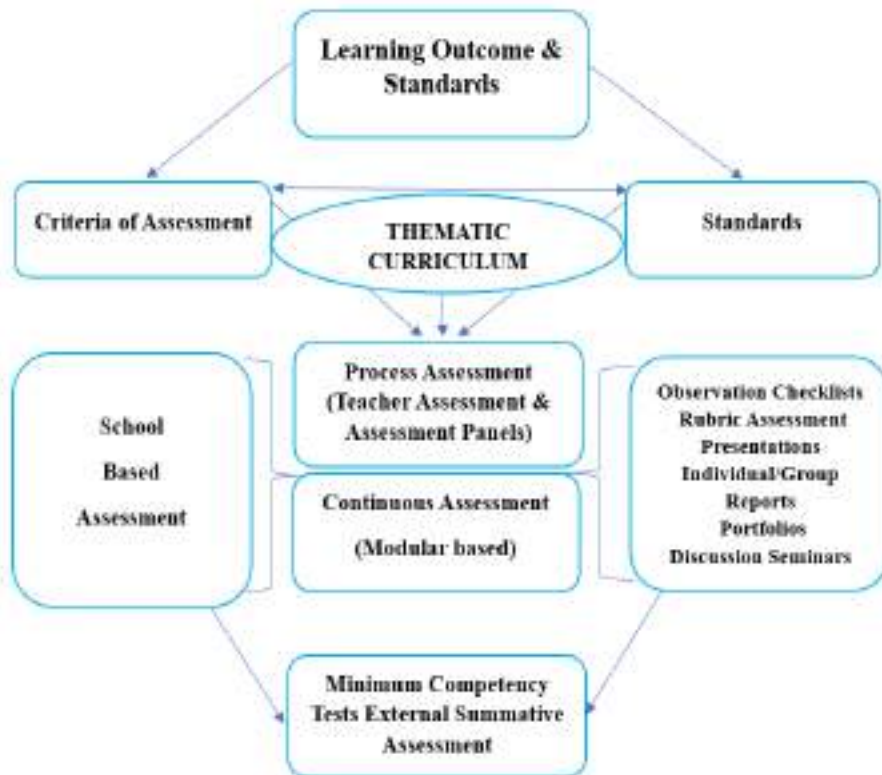 Learning Outcome &
Standards
Criteria of Assessment
THEMATIC
CURRICULUM
Standards
School
Based
Assessment
Process Assessment
(Teacher Assessment &
Assessment Panels)
Continuous Assessment
(Modular based)
Observation Checklists
Rubric Assessment
Presentations
Individual/Group
Reports
Portfolios
Discussion Seminars
Minimum Competency
Tests External Summative
Assessment